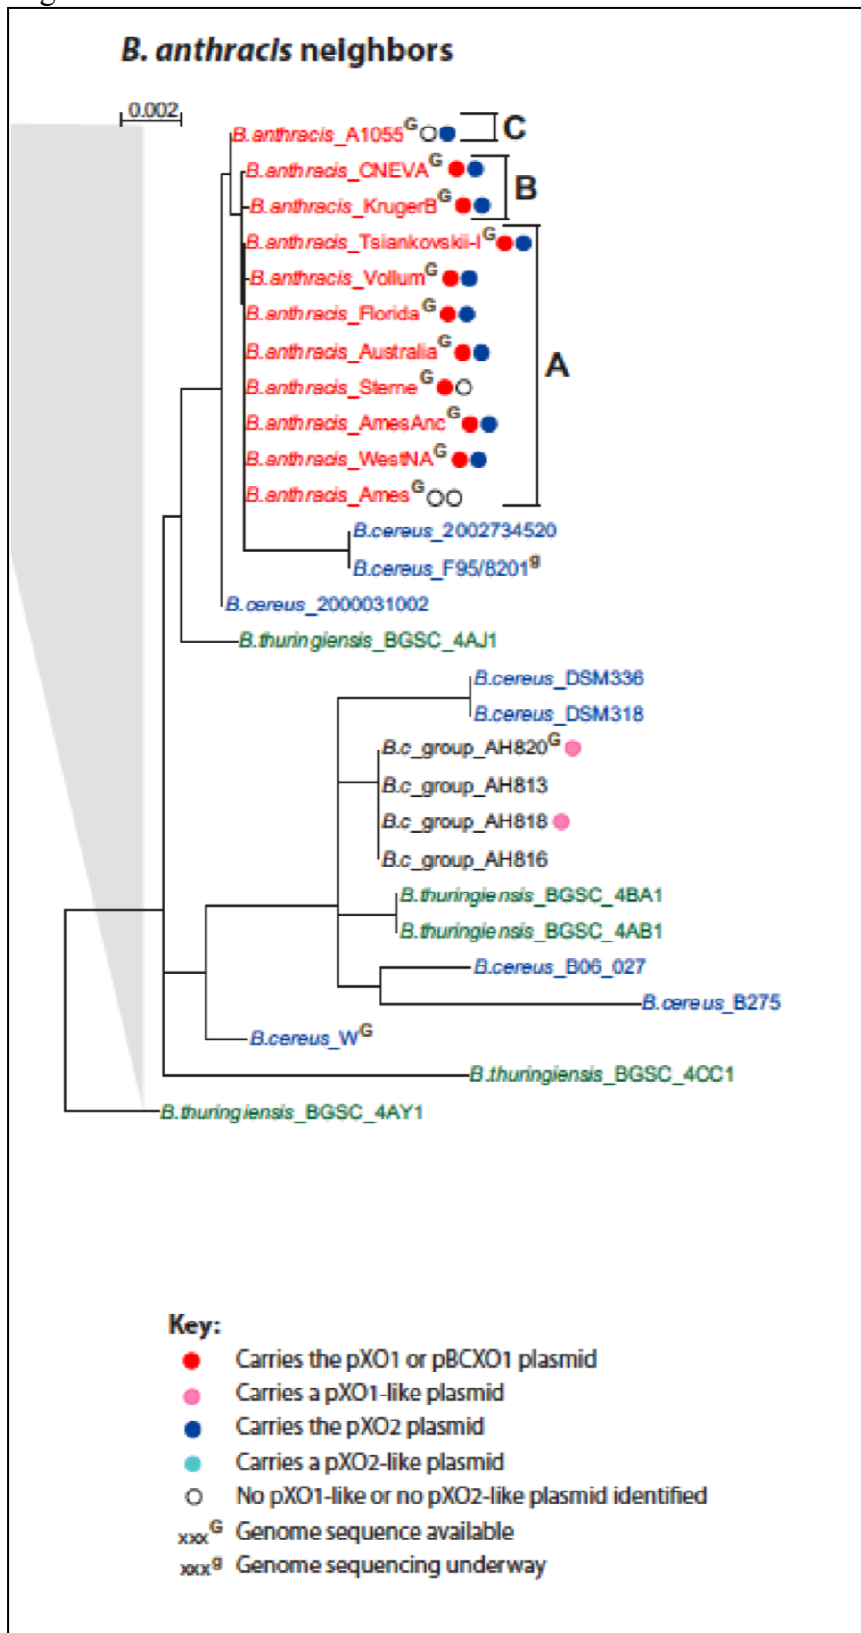 B. anthracis neighbors
0.002
B.anthracis_A1055G
C
B.anthracis_CNEVAG
B
B.anthracis_KrugerBG
B.anthracis_Tsiankovskii-IG
B.anthracis_VollumG
B.anthracis_FloridaG
B.anthracis_AustraliaG
A
B.anthracis_SterneG
B.anthracis_AmesAncG
B.anthracis_WestNAG
B.anthracis_AmesG
B.cereus_2002734520
B.cereus_F95/8201g
B.cereus_2000031002
B.thuringiensis_BGSC_4AJ1
B.cereus_DSM336
B.cereus_DSM318
B.c_group_AH820G
B.c_group_AH813
B.c_group_AH818
B.c_group_AH816
B.thuringiensis_BGSC_4BA1
B.thuringiensis_BGSC_4AB1
B.cereus_B06_027
B.cereus_B275
B.cereus_WG
B.thuringiensis_BGSC_4CC1
B.thuringiensis_BGSC_4AY1
Key:
Carries the pXO1 or pBCXO1 plasmid
Carries a pXO1-like plasmid
Carries the pXO2 plasmid
Carries a pXO2-like plasmid
No pXO1-like or no pXO2-like plasmid identified
xxxG Genome sequence available
xxxg Genome sequencing underway